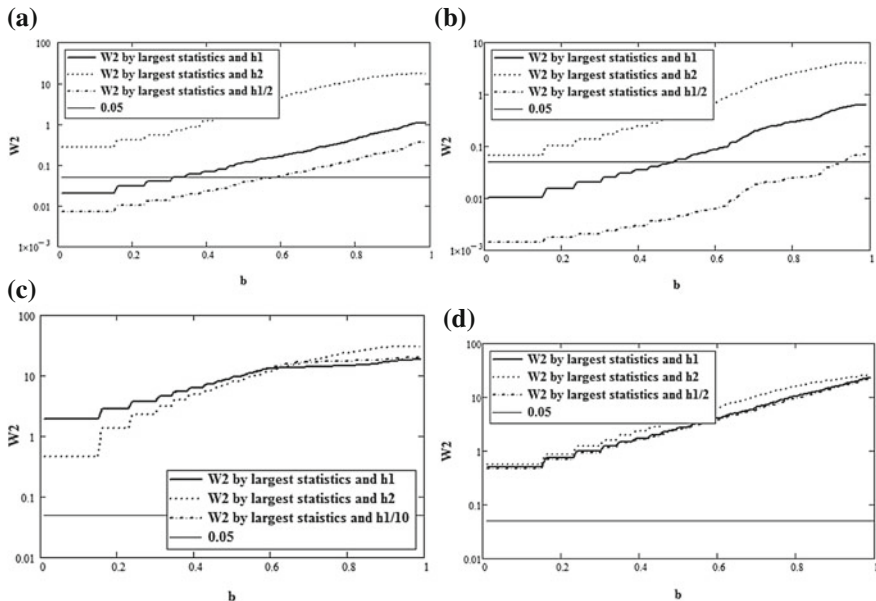 (a)
100
10
1
0.1
0.01
1×10⁻³
W2
W2 by largest statistics and h1
W2 by largest statistics and h2
W2 by largest statistics and h1/2
0.05
0 0.2 0.4 0.6 0.8 1
b
(b)
10
1
0.1
0.01
1×10⁻³
W2
W2 by largest statistics and h1
W2 by largest statistics and h2
W2 by largest statistics and h1/2
0.05
0 0.2 0.4 0.6 0.8 1
b
(c)
100
10
1
0.1
0.01
W2
W2 by largest statistics and h1
W2 by largest statistics and h2
W2 by largest staistics and h1/10
0.05
0 0.2 0.4 0.6 0.8 1
b
(d)
100
10
1
0.1
0.01
W2
W2 by largest statistics and h1
W2 by largest statistics and h2
W2 by largest statistics and h1/2
0.05
0 0.2 0.4 0.6 0.8 1
b